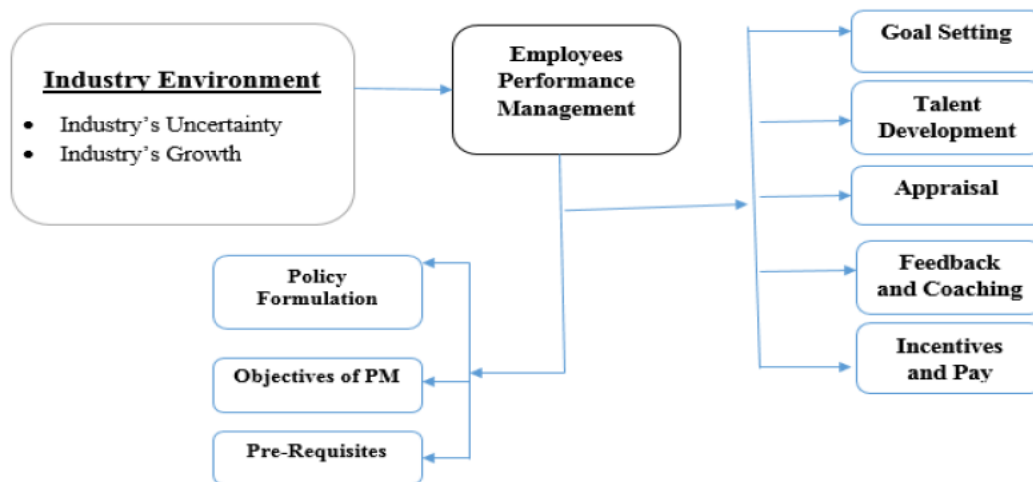 Industry Environment
• Industry's Uncertainty
• Industry's Growth
Employees
Performance
Management
Goal Setting
Talent
Development
Appraisal
Feedback
and Coaching
Incentives
and Pay
Policy
Formulation
Objectives of PM
Pre-Requisites